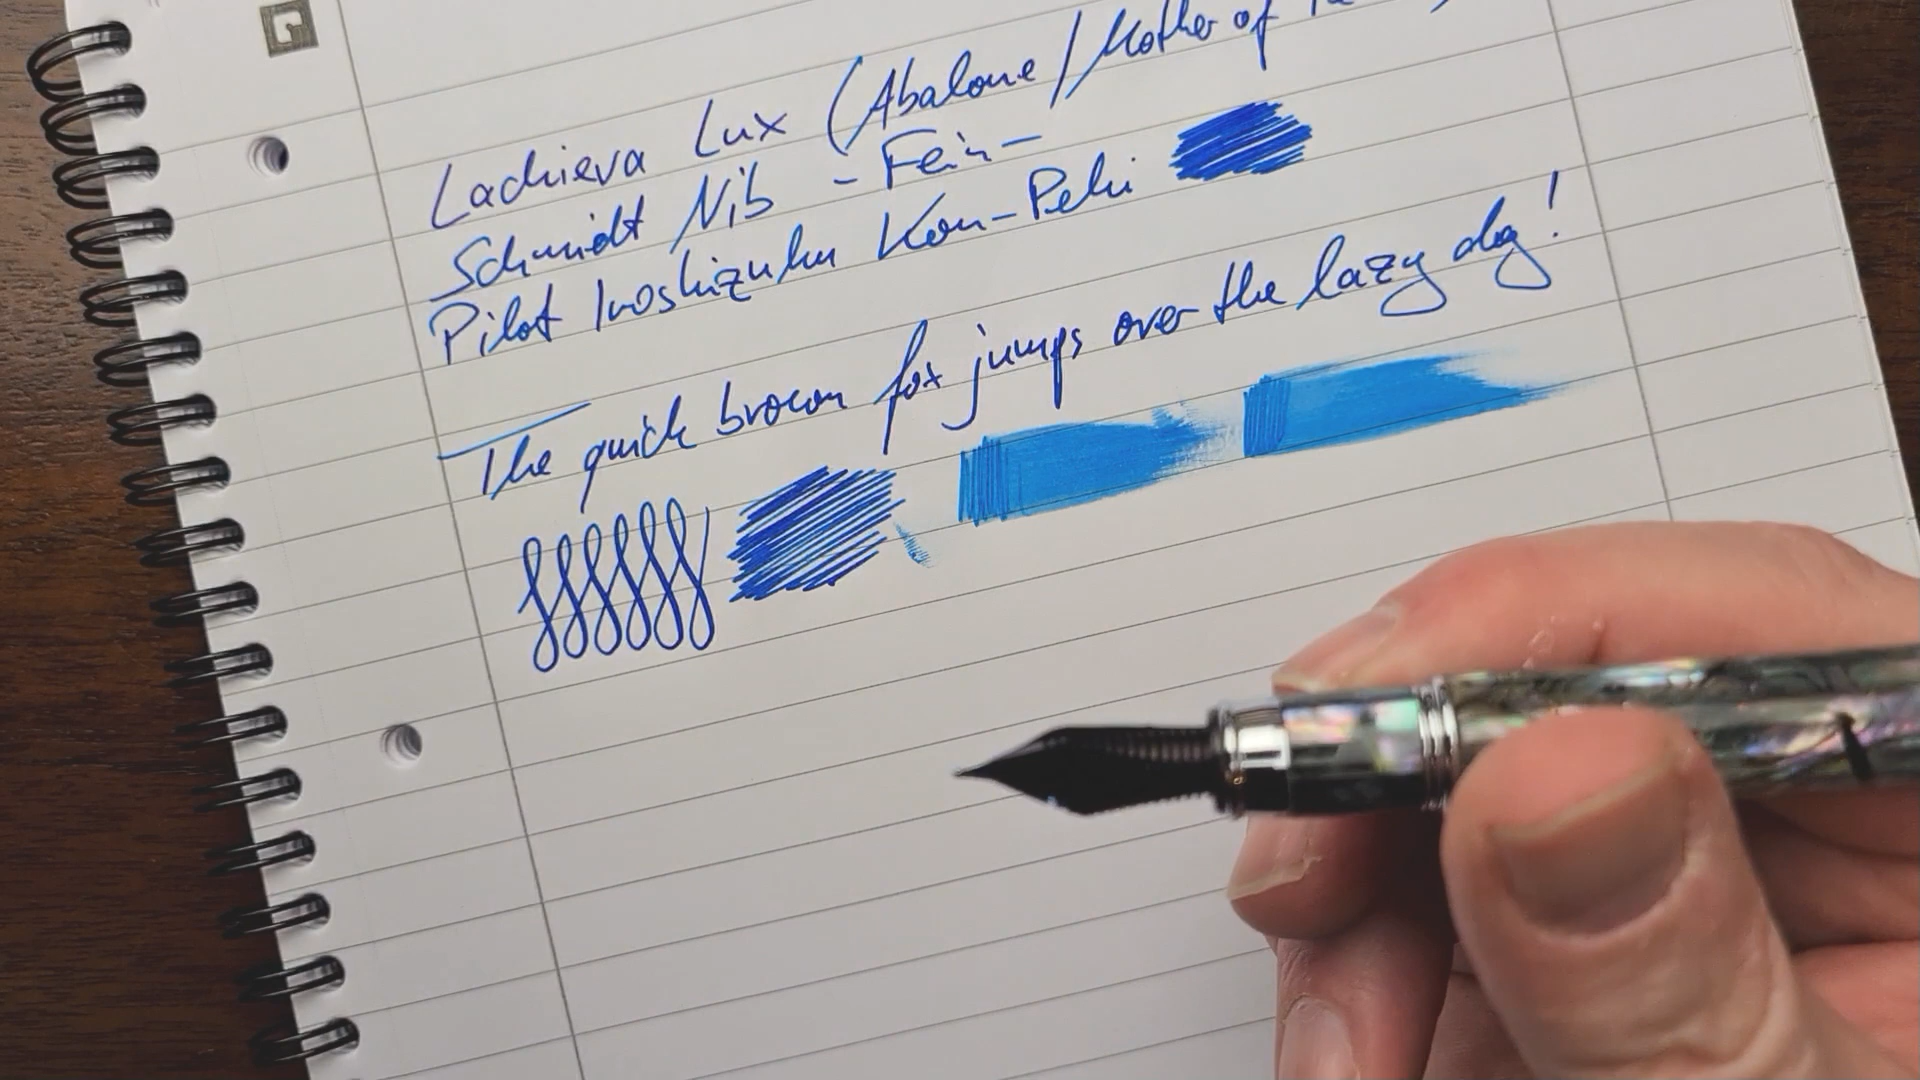 Lachieva Lux (Abalone / Mother of
Schmidt Nib - Fein -
Pilot Iroshizuku Kon-Peki
The quick brown fox jumps over the lazy dog!